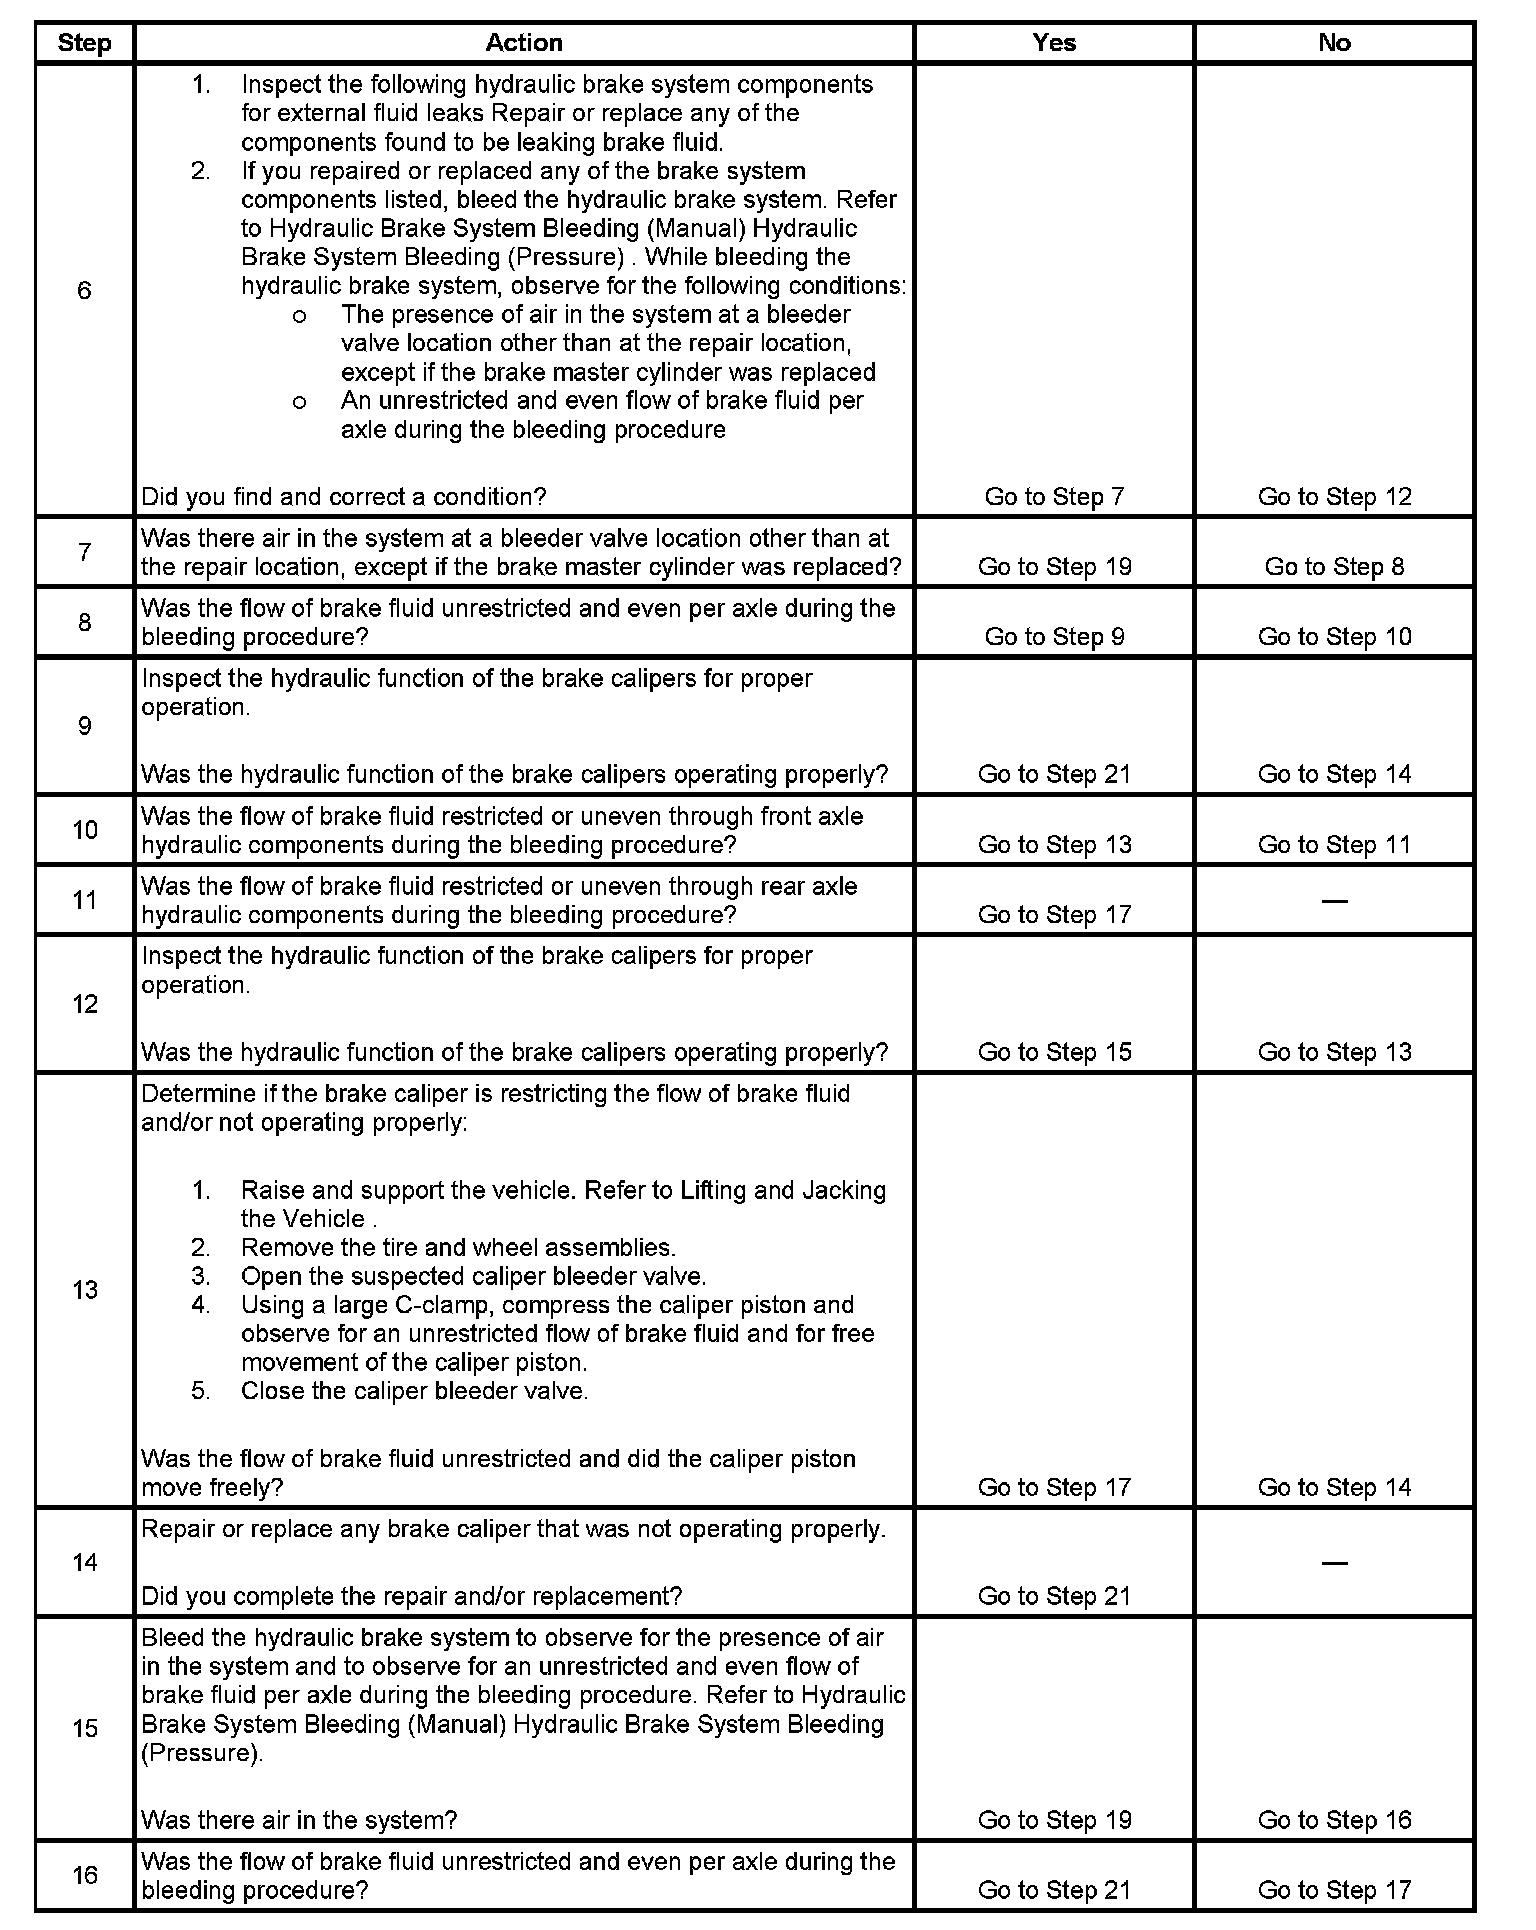 Step Action Yes No
6
1. Inspect the following hydraulic brake system components
for external fluid leaks Repair or replace any of the
components found to be leaking brake fluid.
2. If you repaired or replaced any of the brake system
components listed, bleed the hydraulic brake system. Refer
to Hydraulic Brake System Bleeding (Manual) Hydraulic
Brake System Bleeding (Pressure) . While bleeding the
hydraulic brake system, observe for the following conditions:
o The presence of air in the system at a bleeder
valve location other than at the repair location,
except if the brake master cylinder was replaced
o An unrestricted and even flow of brake fluid per
axle during the bleeding procedure
Did you find and correct a condition? Go to Step 7 Go to Step 12
7
Was there air in the system at a bleeder valve location other than at
the repair location, except if the brake master cylinder was replaced? Go to Step 19 Go to Step 8
8
Was the flow of brake fluid unrestricted and even per axle during the
bleeding procedure? Go to Step 9 Go to Step 10
9
Inspect the hydraulic function of the brake calipers for proper
operation.
Was the hydraulic function of the brake calipers operating properly? Go to Step 21 Go to Step 14
10
Was the flow of brake fluid restricted or uneven through front axle
hydraulic components during the bleeding procedure? Go to Step 13 Go to Step 11
11
Was the flow of brake fluid restricted or uneven through rear axle
hydraulic components during the bleeding procedure? Go to Step 17 —
12
Inspect the hydraulic function of the brake calipers for proper
operation.
Was the hydraulic function of the brake calipers operating properly? Go to Step 15 Go to Step 13
13
Determine if the brake caliper is restricting the flow of brake fluid
and/or not operating properly:
1. Raise and support the vehicle. Refer to Lifting and Jacking
the Vehicle .
2. Remove the tire and wheel assemblies.
3. Open the suspected caliper bleeder valve.
4. Using a large C-clamp, compress the caliper piston and
observe for an unrestricted flow of brake fluid and for free
movement of the caliper piston.
5. Close the caliper bleeder valve.
Was the flow of brake fluid unrestricted and did the caliper piston
move freely? Go to Step 17 Go to Step 14
14
Repair or replace any brake caliper that was not operating properly.
Did you complete the repair and/or replacement? Go to Step 21 —
15
Bleed the hydraulic brake system to observe for the presence of air
in the system and to observe for an unrestricted and even flow of
brake fluid per axle during the bleeding procedure. Refer to Hydraulic
Brake System Bleeding (Manual) Hydraulic Brake System Bleeding
(Pressure).
Was there air in the system? Go to Step 19 Go to Step 16
16
Was the flow of brake fluid unrestricted and even per axle during the
bleeding procedure? Go to Step 21 Go to Step 17